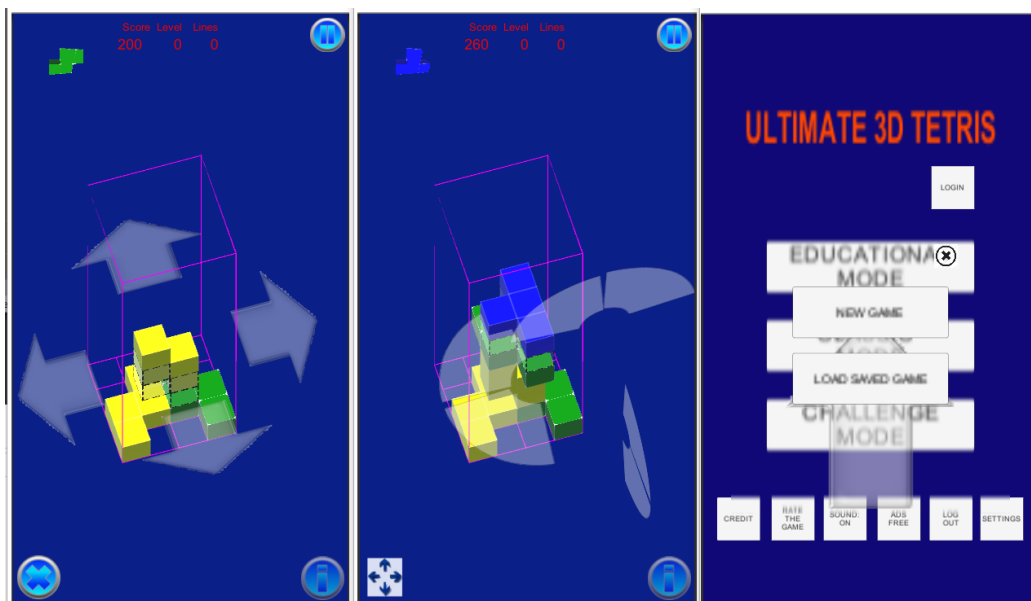 Score Level Lines
200 0 0
Score Level Lines
260 0 0
ULTIMATE 3D TETRIS
LOGIN
EDUCATIONA
MODE
NEW GAME
LOAD SAVED GAME
CHALLENGE
MODE
CREDIT
RATE
THE
GAME
SOUND:
ON
ADS
FREE
LOG
OUT
SETTINGS